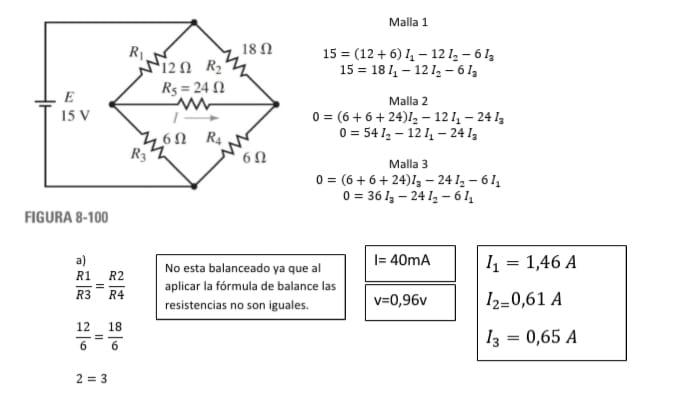 R1
18 Ω
12 Ω R2
R5 = 24 Ω
E
15 V
I
6 Ω R4
R3
6 Ω
FIGURA 8-100
Malla 1
15 = (12 + 6) I1 – 12 I2 – 6 I3
15 = 18 I1 – 12 I2 – 6 I3
Malla 2
0 = (6 + 6 + 24)I2 – 12 I1 – 24 I3
0 = 54 I2 – 12 I1 – 24 I3
Malla 3
0 = (6 + 6 + 24)I3 – 24 I2 – 6 I1
0 = 36 I3 – 24 I2 – 6 I1
a)
R1/R3 = R2/R4
12/6 = 18/6
2 = 3
No esta balanceado ya que al
aplicar la fórmula de balance las
resistencias no son iguales.
I= 40mA
v=0,96v
I1 = 1,46 A
I2=0,61 A
I3 = 0,65 A